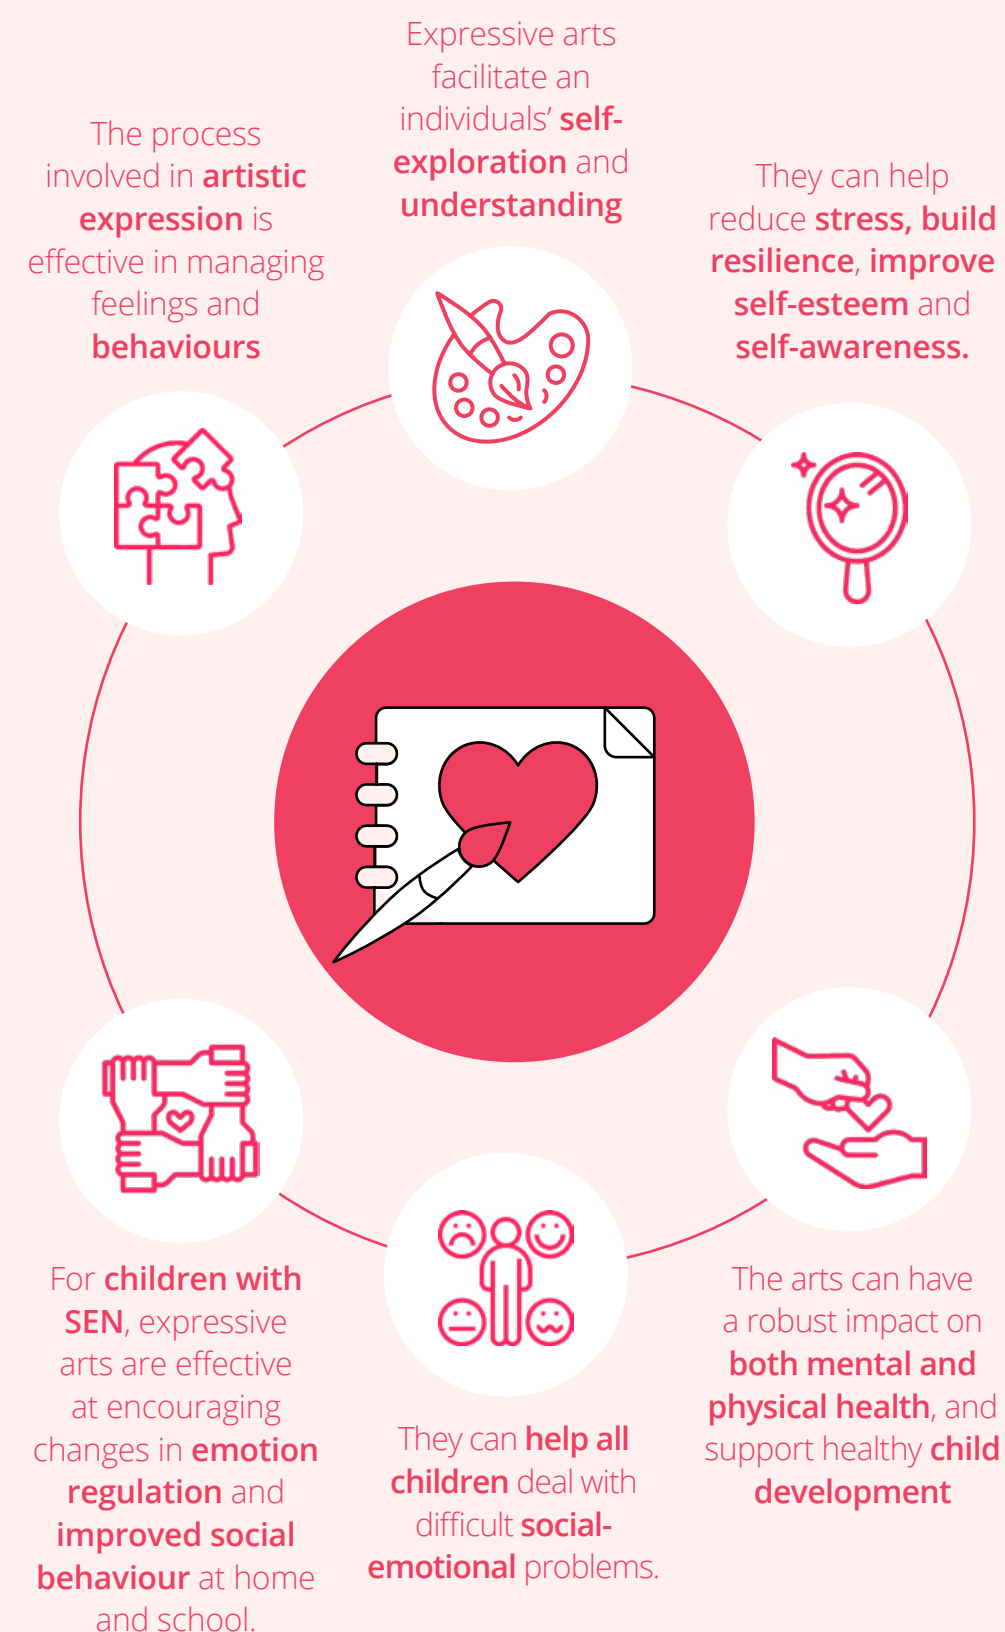 Expressive arts
facilitate an
individuals’ self-
exploration and
understanding
The process
involved in artistic
expression is
effective in managing
feelings and
behaviours
They can help
reduce stress, build
resilience, improve
self-esteem and
self-awareness.
For children with
SEN, expressive
arts are effective
at encouraging
changes in emotion
regulation and
improved social
behaviour at home
and school.
They can help all
children deal with
difficult social-
emotional problems.
The arts can have
a robust impact on
both mental and
physical health, and
support healthy child
development